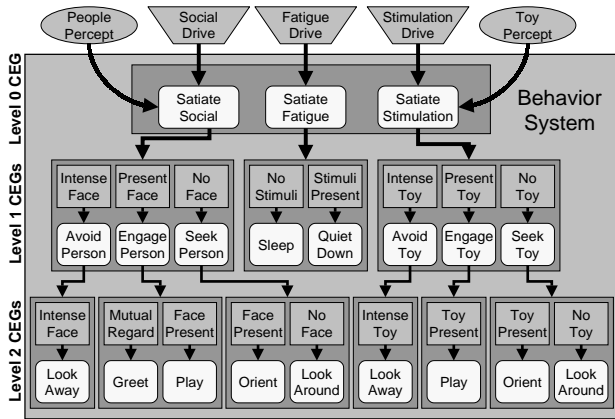 People
Percept
Social
Drive
Fatigue
Drive
Stimulation
Drive
Toy
Percept
Level 0 CEG
Satiate
Social
Satiate
Fatigue
Satiate
Stimulation
Behavior
System
Level 1 CEGs
Intense
Face
Present
Face
No
Face
No
Stimuli
Stimuli
Present
Intense
Toy
Present
Toy
No
Toy
Avoid
Person
Engage
Person
Seek
Person
Sleep
Quiet
Down
Avoid
Toy
Engage
Toy
Seek
Toy
Level 2 CEGs
Intense
Face
Mutual
Regard
Face
Present
Face
Present
No
Face
Intense
Toy
Toy
Present
Toy
Present
No
Toy
Look
Away
Greet
Play
Orient
Look
Around
Look
Away
Play
Orient
Look
Around